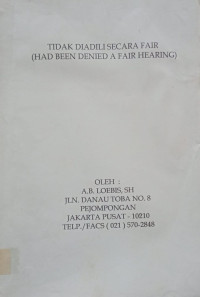 TIDAK DIADILI SECARA FAIR
(HAD BEEN DENIED A FAIR HEARING)
OLEH :
A.B. LOEBIS, SH
JLN. DANAU TOBA NO. 8
PEJOMPONGAN
JAKARTA PUSAT - 10210
TELP./FACS ( 021 ) 570-2848